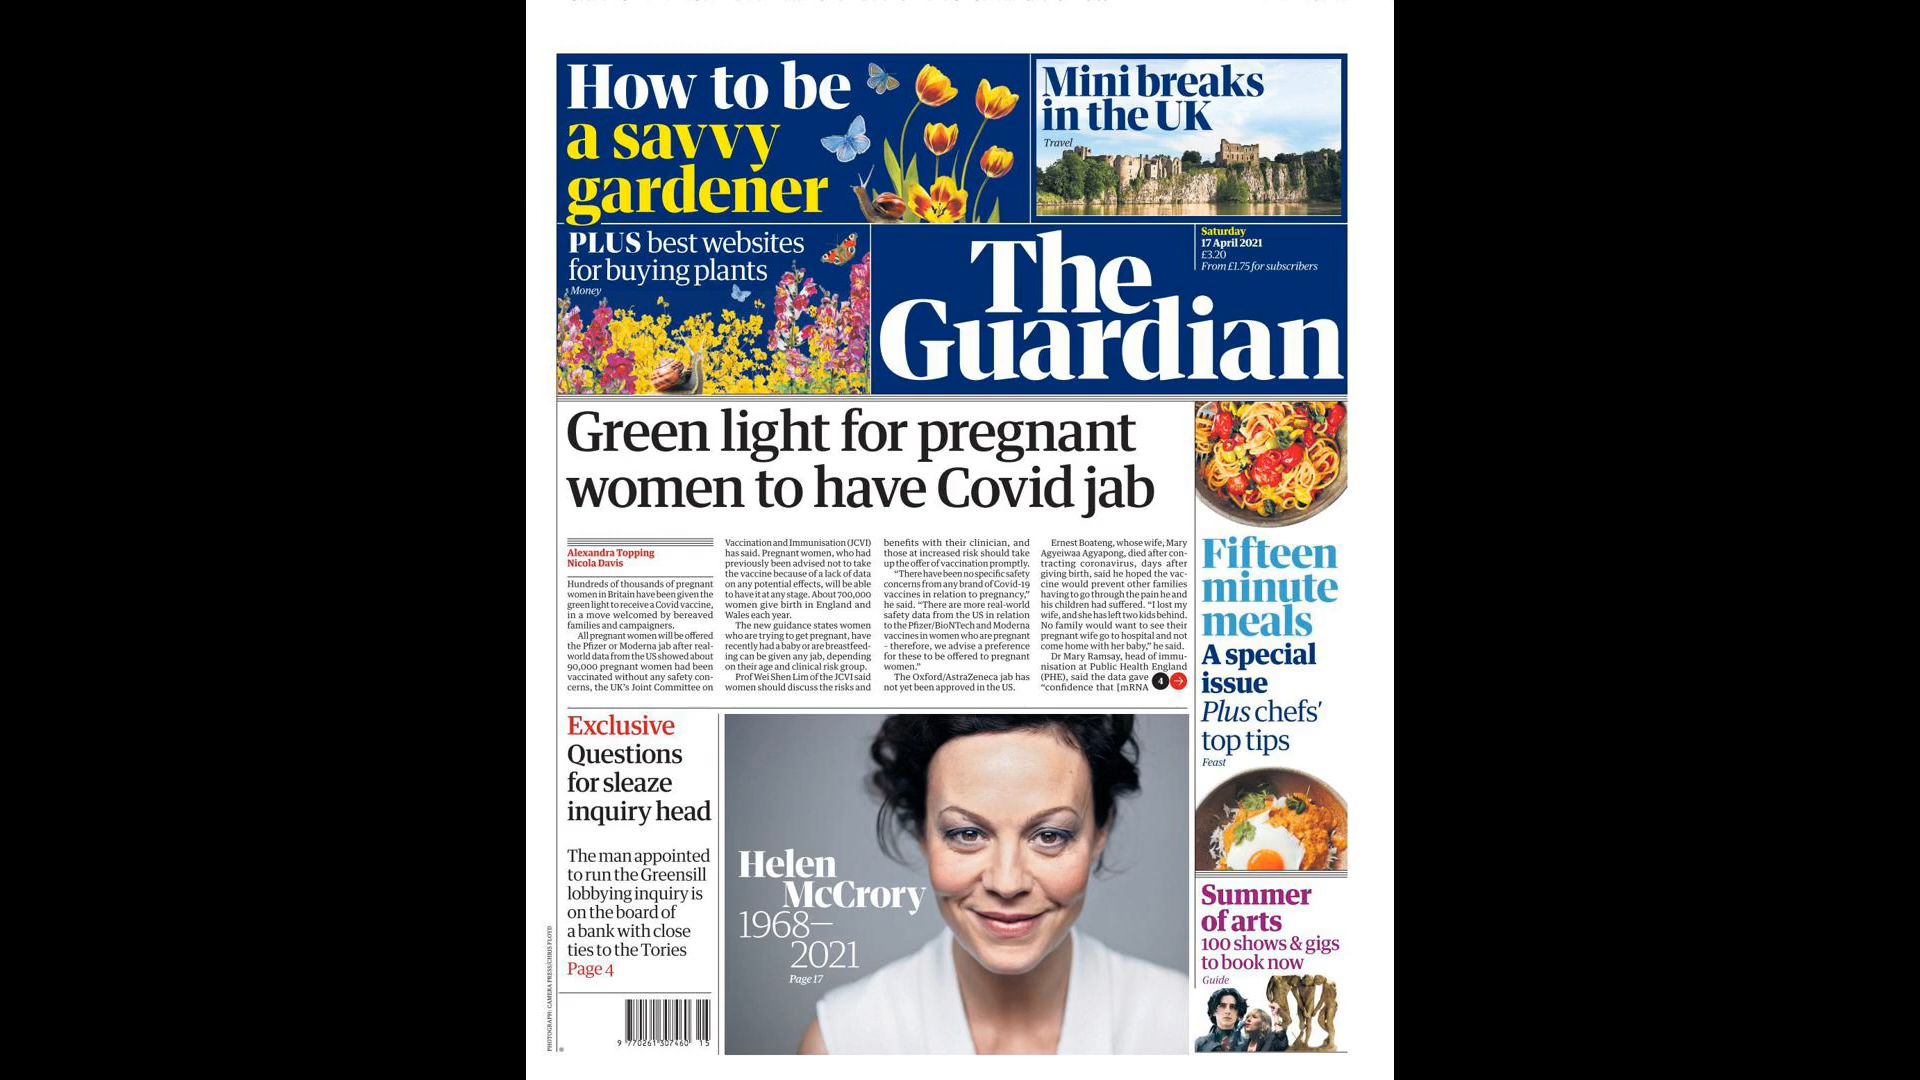 How to be
a savvy
gardener
PLUS best websites
for buying plants
Money
Mini breaks
in the UK
Travel
The
Guardian
Saturday
17 April 2021
£3.20
From £1.75 for subscribers
Green light for pregnant
women to have Covid jab
Alexandra Topping
Nicola Davis
Hundreds of thousands of pregnant
women in Britain have been given the
green light to receive a Covid vaccine,
in a move welcomed by bereaved
families and campaigners.
All pregnant women will be offered
the Pfizer or Moderna jab after real-
world data from the US showed about
90,000 pregnant women had been
vaccinated without any safety con-
cerns, the UK's Joint Committee on
Vaccination and Immunisation (JCVI)
has said. Pregnant women, who had
previously been advised not to take
the vaccine because of a lack of data
on any potential effects, will be able
to have it at any stage. About 700,000
women give birth in England and
Wales each year.
The new guidance states women
who are trying to get pregnant, have
recently had a baby or are breastfeed-
ing can be given any jab, depending
on their age and clinical risk group.
Prof Wei Shen Lim of the JCVI said
women should discuss the risks and
benefits with their clinician, and
those at increased risk should take
up the offer of vaccination promptly.
"There have been no specific safety
concerns from any brand of Covid-19
vaccines in relation to pregnancy,"
he said. "There are more real-world
safety data from the US in relation
to the Pfizer/BioNTech and Moderna
vaccines in women who are pregnant
– therefore, we advise a preference
for these to be offered to pregnant
women."
The Oxford/AstraZeneca jab has
not yet been approved in the US.
Ernest Boateng, whose wife, Mary
Agyeiwaa Agyapong, died after con-
tracting coronavirus, days after
giving birth, said he hoped the vac-
cine would prevent other families
having to go through the pain he and
his children had suffered. "I lost my
wife, and she has left two kids behind.
No family would want to see their
pregnant wife go to hospital and not
come home with her baby," he said.
Dr Mary Ramsay, head of immu-
nisation at Public Health England
(PHE), said the data gave
"confidence that [mRNA
4
Exclusive
Questions
for sleaze
inquiry head
The man appointed
to run the Greensill
lobbying inquiry is
on the board of
a bank with close
ties to the Tories
Page 4
9 770261 307460 15
PHOTOGRAPH: CAMERA PRESS/CHRIS FLOYD
Helen
McCrory
1968–
2021
Page 17
Fifteen
minute
meals
A special
issue
Plus chefs'
top tips
Feast
Summer
of arts
100 shows & gigs
to book now
Guide